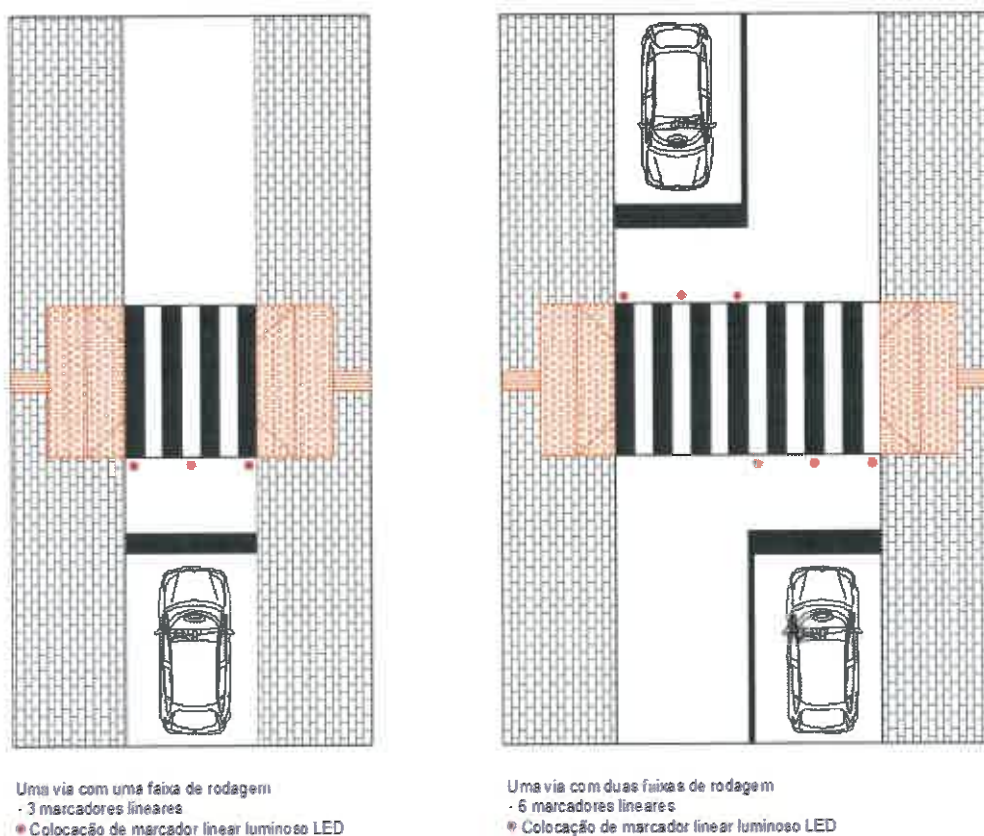 Uma via com uma faixa de rodagem
- 3 marcadores lineares
• Colocação de marcador linear luminoso LED
Uma via com duas faixas de rodagem
- 6 marcadores lineares
• Colocação de marcador linear luminoso LED